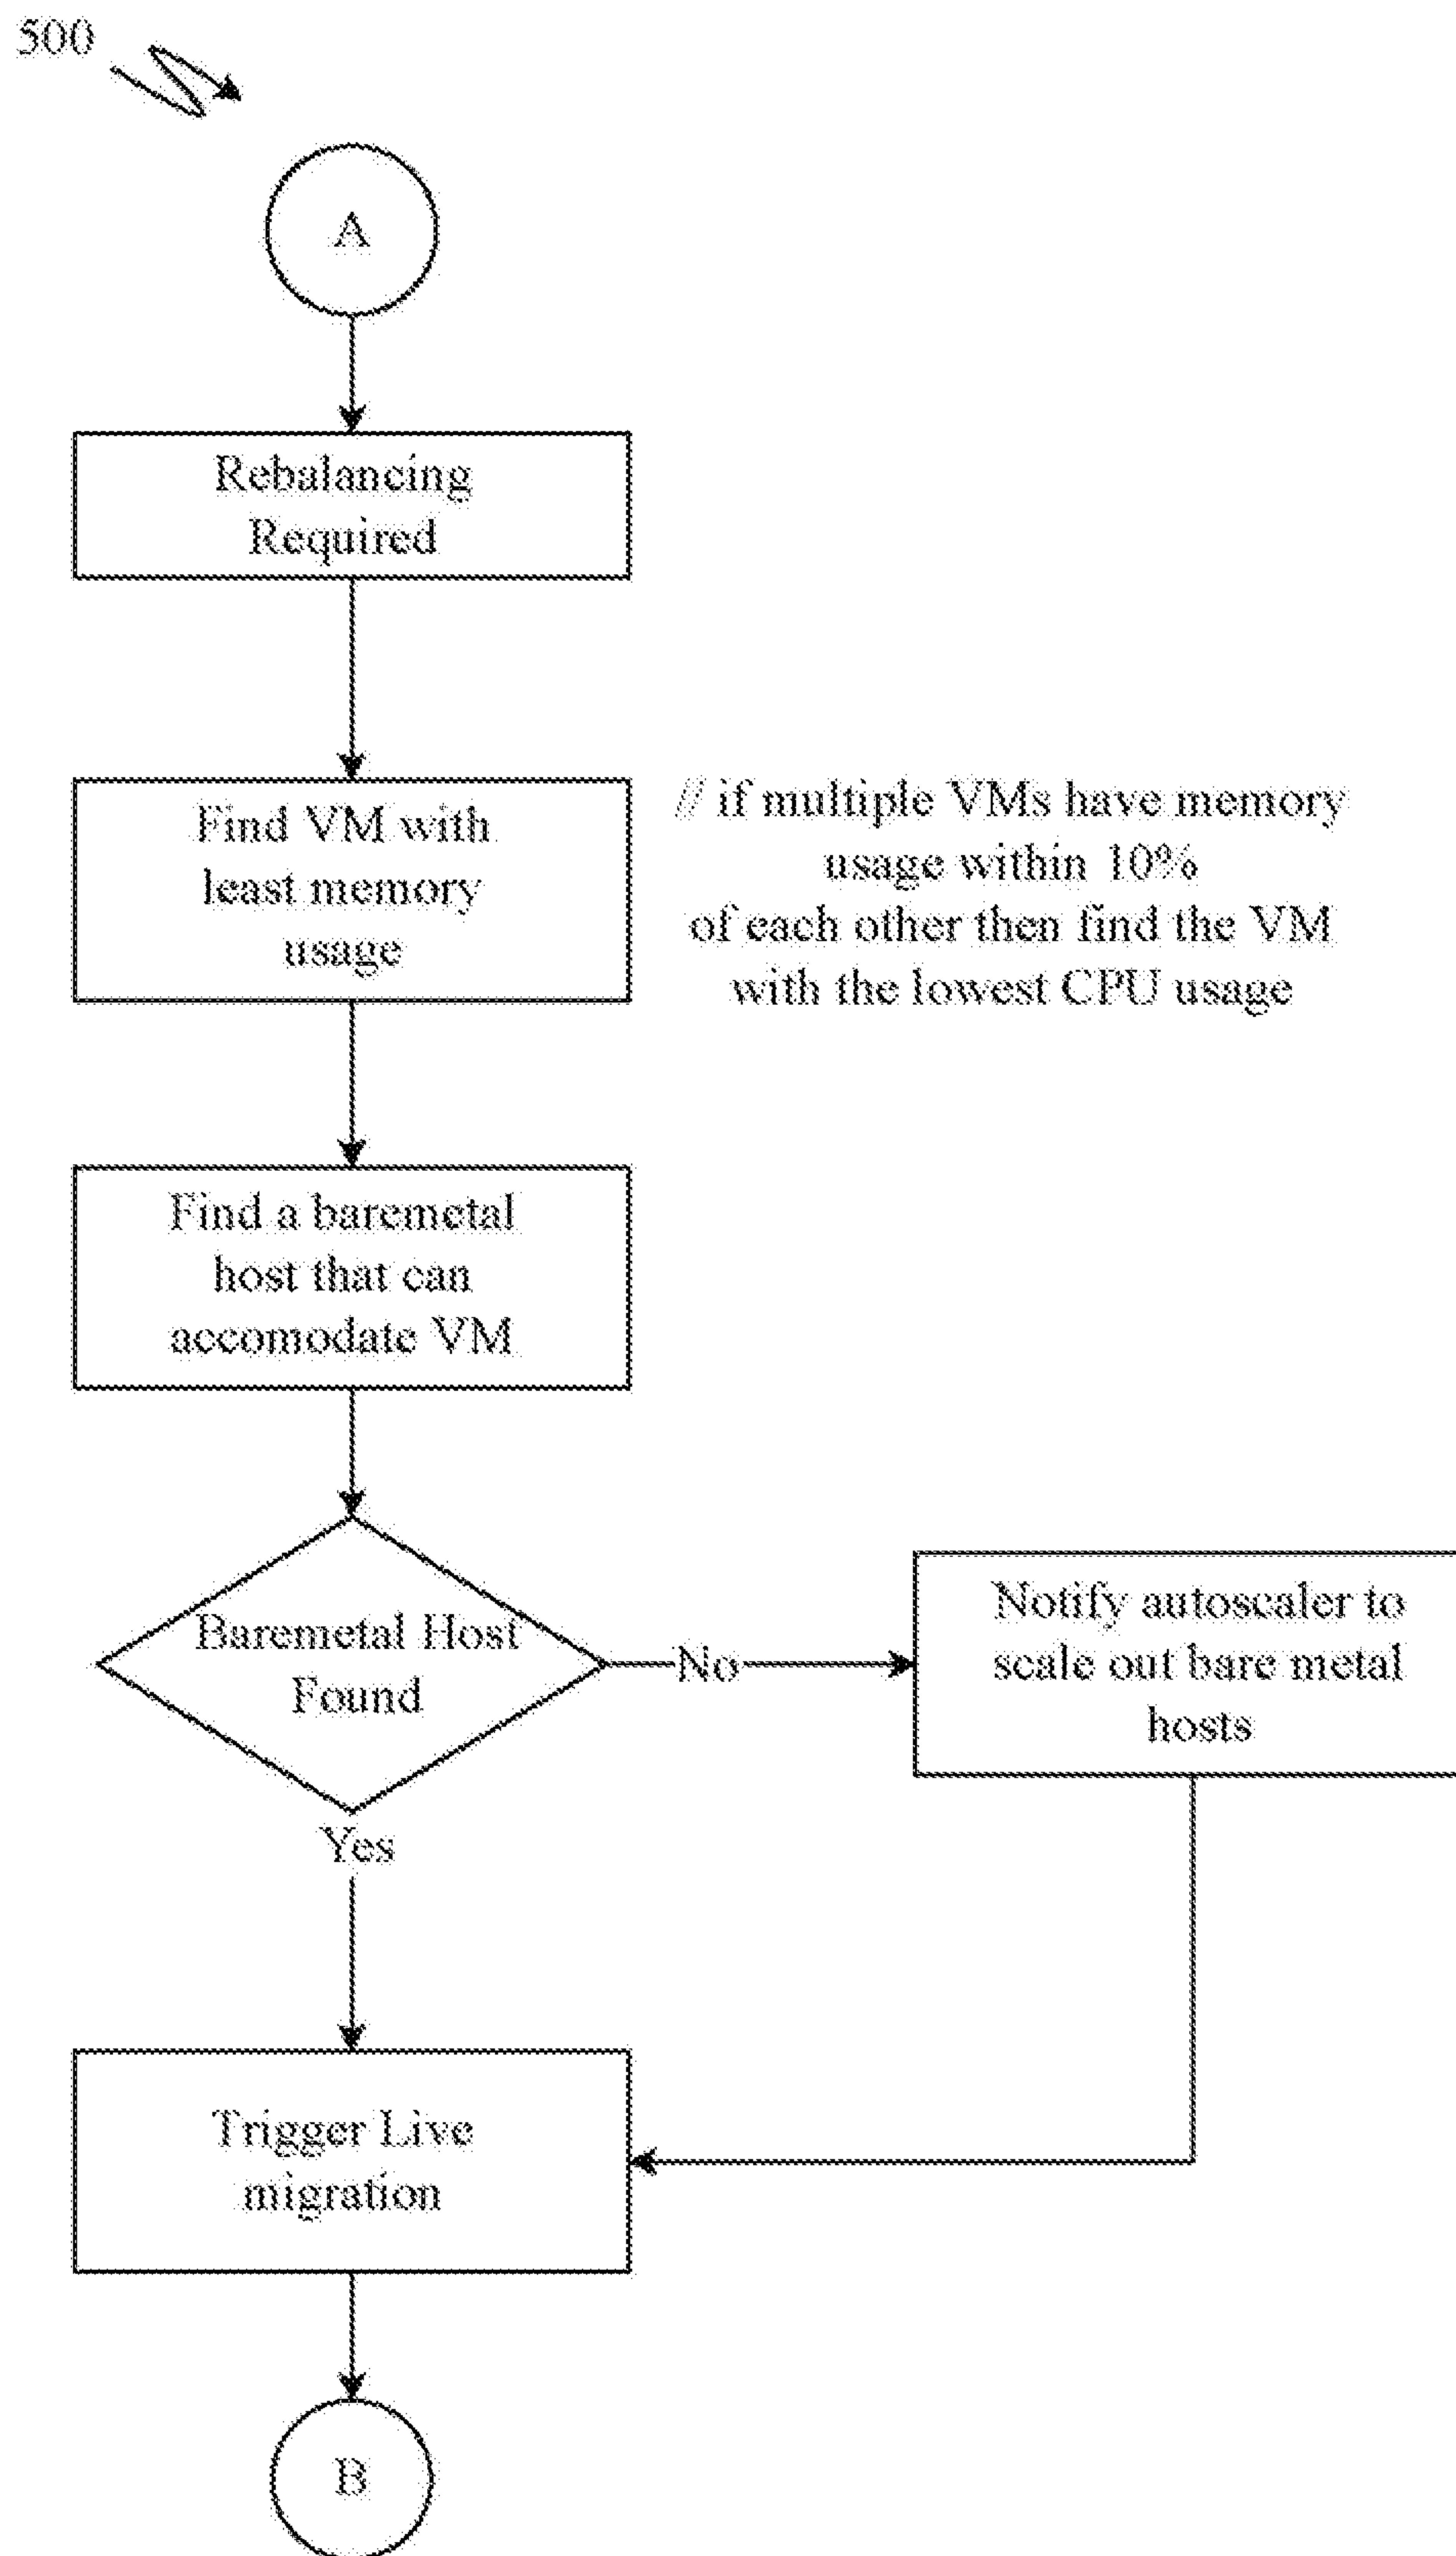 500
A
Rebalancing
Required
Find VM with
least memory
usage
// if multiple VMs have memory
usage within 10%
of each other then find the VM
with the lowest CPU usage
Find a baremetal
host that can
accomodate VM
Baremetal Host
Found
No
Notify autoscaler to
scale out bare metal
hosts
Yes
Trigger Live
migration
B